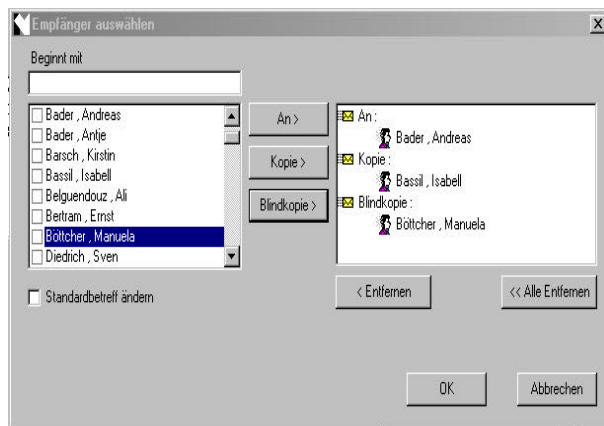 Empfänger auswählen
Beginnt mit
Bader , Andreas
Bader , Antje
Barsch , Kirstin
Bassil , Isabell
Belguendouz , Ali
Bertram , Ernst
Böttcher , Manuela
Diedrich , Sven
Standardbetreff ändern
An >
Kopie >
Blindkopie >
An :
Bader , Andreas
Kopie :
Bassil , Isabell
Blindkopie :
Böttcher , Manuela
< Entfernen
<< Alle Entfernen
OK
Abbrechen